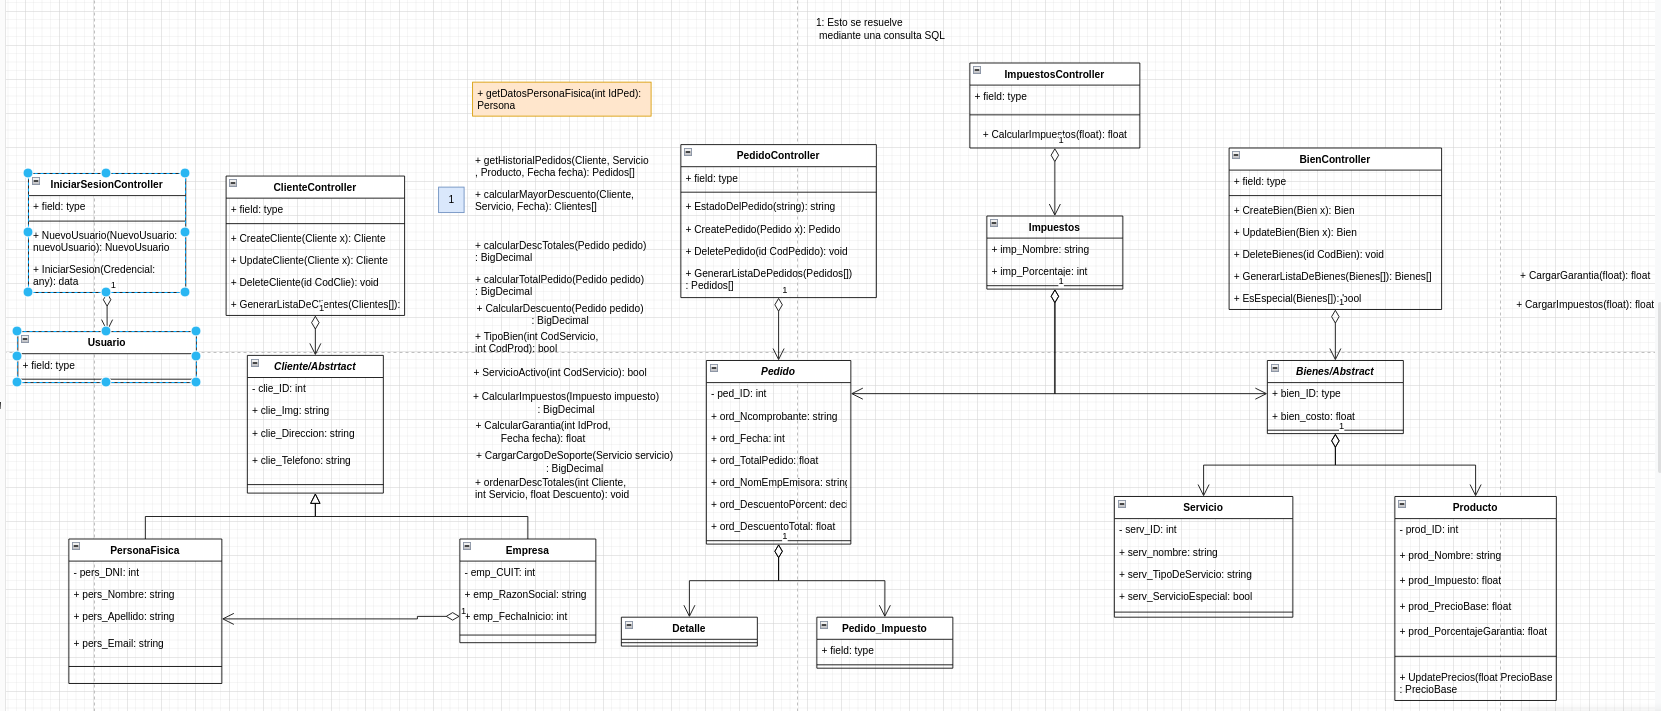 1: Esto se resuelve
mediante una consulta SQL
+ getDatosPersonaFisica(int IdPed):
Persona
+ getHistorialPedidos(Cliente, Servicio
, Producto, Fecha fecha): Pedidos[]
1
+ calcularMayorDescuento(Cliente,
Servicio, Fecha): Clientes[]
+ calcularDescTotales(Pedido pedido)
: BigDecimal
+ calcularTotalPedido(Pedido pedido)
: BigDecimal
+ CalcularDescuento(Pedido pedido)
: BigDecimal
+ TipoBien(int CodServicio,
int CodProd): bool
+ ServicioActivo(int CodServicio): bool
+ CalcularImpuestos(Impuesto impuesto)
: BigDecimal
+ CalcularGarantia(int IdProd,
Fecha fecha): float
+ CargarCargoDeSoporte(Servicio servicio)
: BigDecimal
+ ordenarDescTotales(int Cliente,
int Servicio, float Descuento): void
IniciarSesionController
+ field: type
+ NuevoUsuario(NuevoUsuario:
nuevoUsuario): NuevoUsuario
+ IniciarSesion(Credencial:
any): data
1
Usuario
+ field: type
ClienteController
+ field: type
+ CreateCliente(Cliente x): Cliente
+ UpdateCliente(Cliente x): Cliente
+ DeleteCliente(id CodClie): void
+ GenerarListaDeClientes(Clientes[]):
1
Cliente/Abstrtact
- clie_ID: int
+ clie_Img: string
+ clie_Direccion: string
+ clie_Telefono: string
PersonaFisica
- pers_DNI: int
+ pers_Nombre: string
+ pers_Apellido: string
+ pers_Email: string
Empresa
- emp_CUIT: int
+ emp_RazonSocial: string
1
+ emp_FechaInicio: int
PedidoController
+ field: type
+ EstadoDelPedido(string): string
+ CreatePedido(Pedido x): Pedido
+ DeletePedido(id CodPedido): void
+ GenerarListaDePedidos(Pedidos[])
: Pedidos[]
1
Pedido
- ped_ID: int
+ ord_Ncomprobante: string
+ ord_Fecha: int
+ ord_TotalPedido: float
+ ord_NomEmpEmisora: string
+ ord_DescuentoPorcent: deci
+ ord_DescuentoTotal: float
1
Detalle
Pedido_Impuesto
+ field: type
ImpuestosController
+ field: type
+ CalcularImpuestos(float): float
1
Impuestos
+ imp_Nombre: string
+ imp_Porcentaje: int
1
BienController
+ field: type
+ CreateBien(Bien x): Bien
+ UpdateBien(Bien x): Bien
+ DeleteBienes(id CodBien): void
+ GenerarListaDeBienes(Bienes[]): Bienes[]
+ EsEspecial(Bienes[]): bool
1
Bienes/Abstract
+ bien_ID: type
+ bien_costo: float
1
Servicio
- serv_ID: int
+ serv_nombre: string
+ serv_TipoDeServicio: string
+ serv_ServicioEspecial: bool
Producto
- prod_ID: int
+ prod_Nombre: string
+ prod_Impuesto: float
+ prod_PrecioBase: float
+ prod_PorcentajeGarantia: float
+ UpdatePrecios(float PrecioBase
: PrecioBase
+ CargarGarantia(float): float
+ CargarImpuestos(float): float